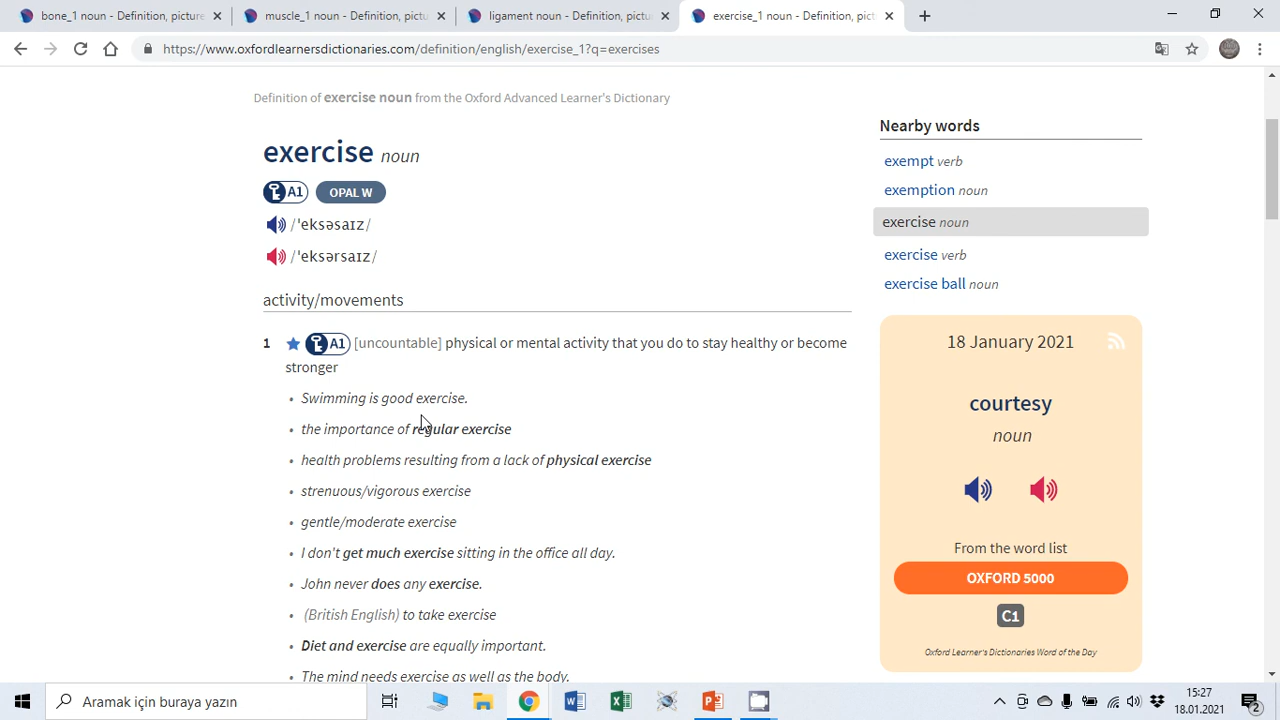 bone_1 noun - Definition, picture
muscle_1 noun - Definition, pictu
ligament noun - Definition, pictu
exercise_1 noun - Definition, pict
https://www.oxfordlearnersdictionaries.com/definition/english/exercise_1?q=exercises
Definition of exercise noun from the Oxford Advanced Learner's Dictionary
exercise noun
A1 OPAL W
/ˈeksəsaɪz/
/ˈeksərsaɪz/
activity/movements
1 A1 [uncountable] physical or mental activity that you do to stay healthy or become
stronger
• Swimming is good exercise.
• the importance of regular exercise
• health problems resulting from a lack of physical exercise
• strenuous/vigorous exercise
• gentle/moderate exercise
• I don't get much exercise sitting in the office all day.
• John never does any exercise.
• (British English) to take exercise
• Diet and exercise are equally important.
• The mind needs exercise as well as the body.
Nearby words
exempt verb
exemption noun
exercise noun
exercise verb
exercise ball noun
18 January 2021
courtesy
noun
From the word list
OXFORD 5000
C1
Oxford Learner's Dictionaries Word of the Day
Aramak için buraya yazın
15:27
18.01.2021
2